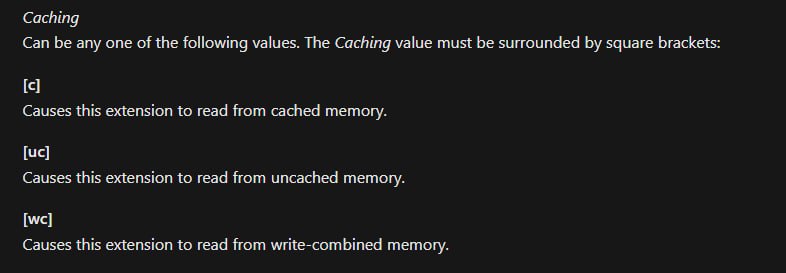 Caching
Can be any one of the following values. The Caching value must be surrounded by square brackets:
[c]
Causes this extension to read from cached memory.
[uc]
Causes this extension to read from uncached memory.
[wc]
Causes this extension to read from write-combined memory.